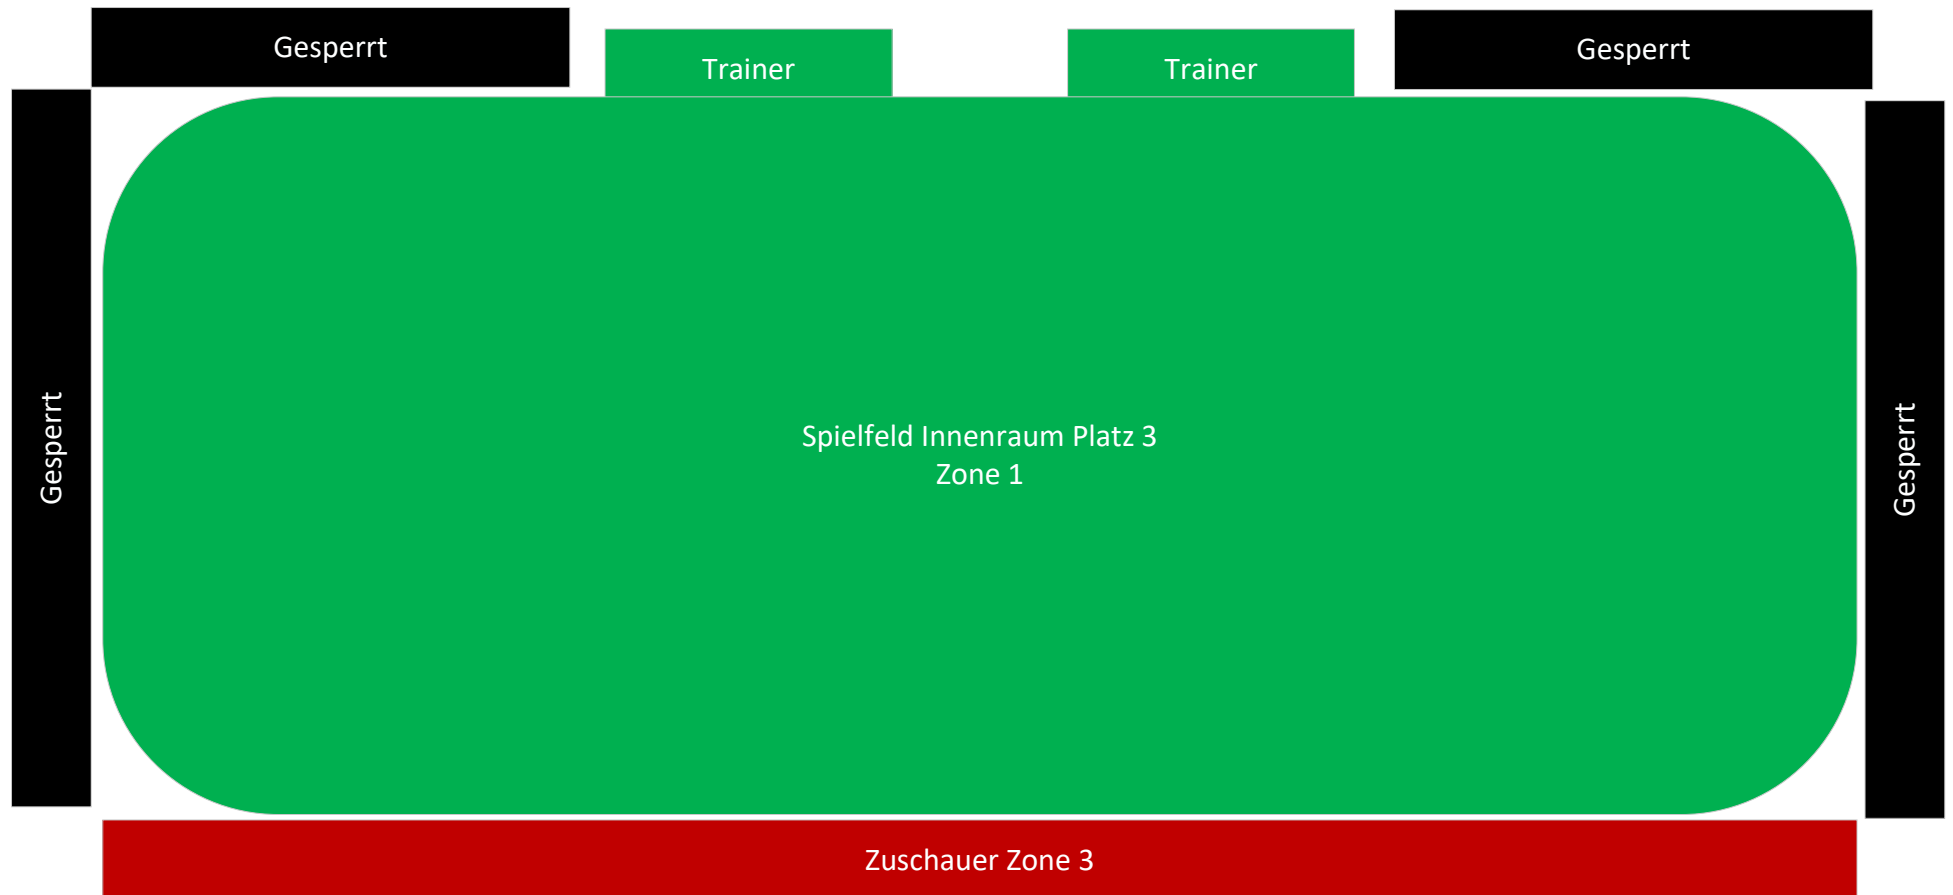 Gesperrt
Trainer
Trainer
Gesperrt
Gesperrt
Spielfeld Innenraum Platz 3
Zone 1
Gesperrt
Zuschauer Zone 3